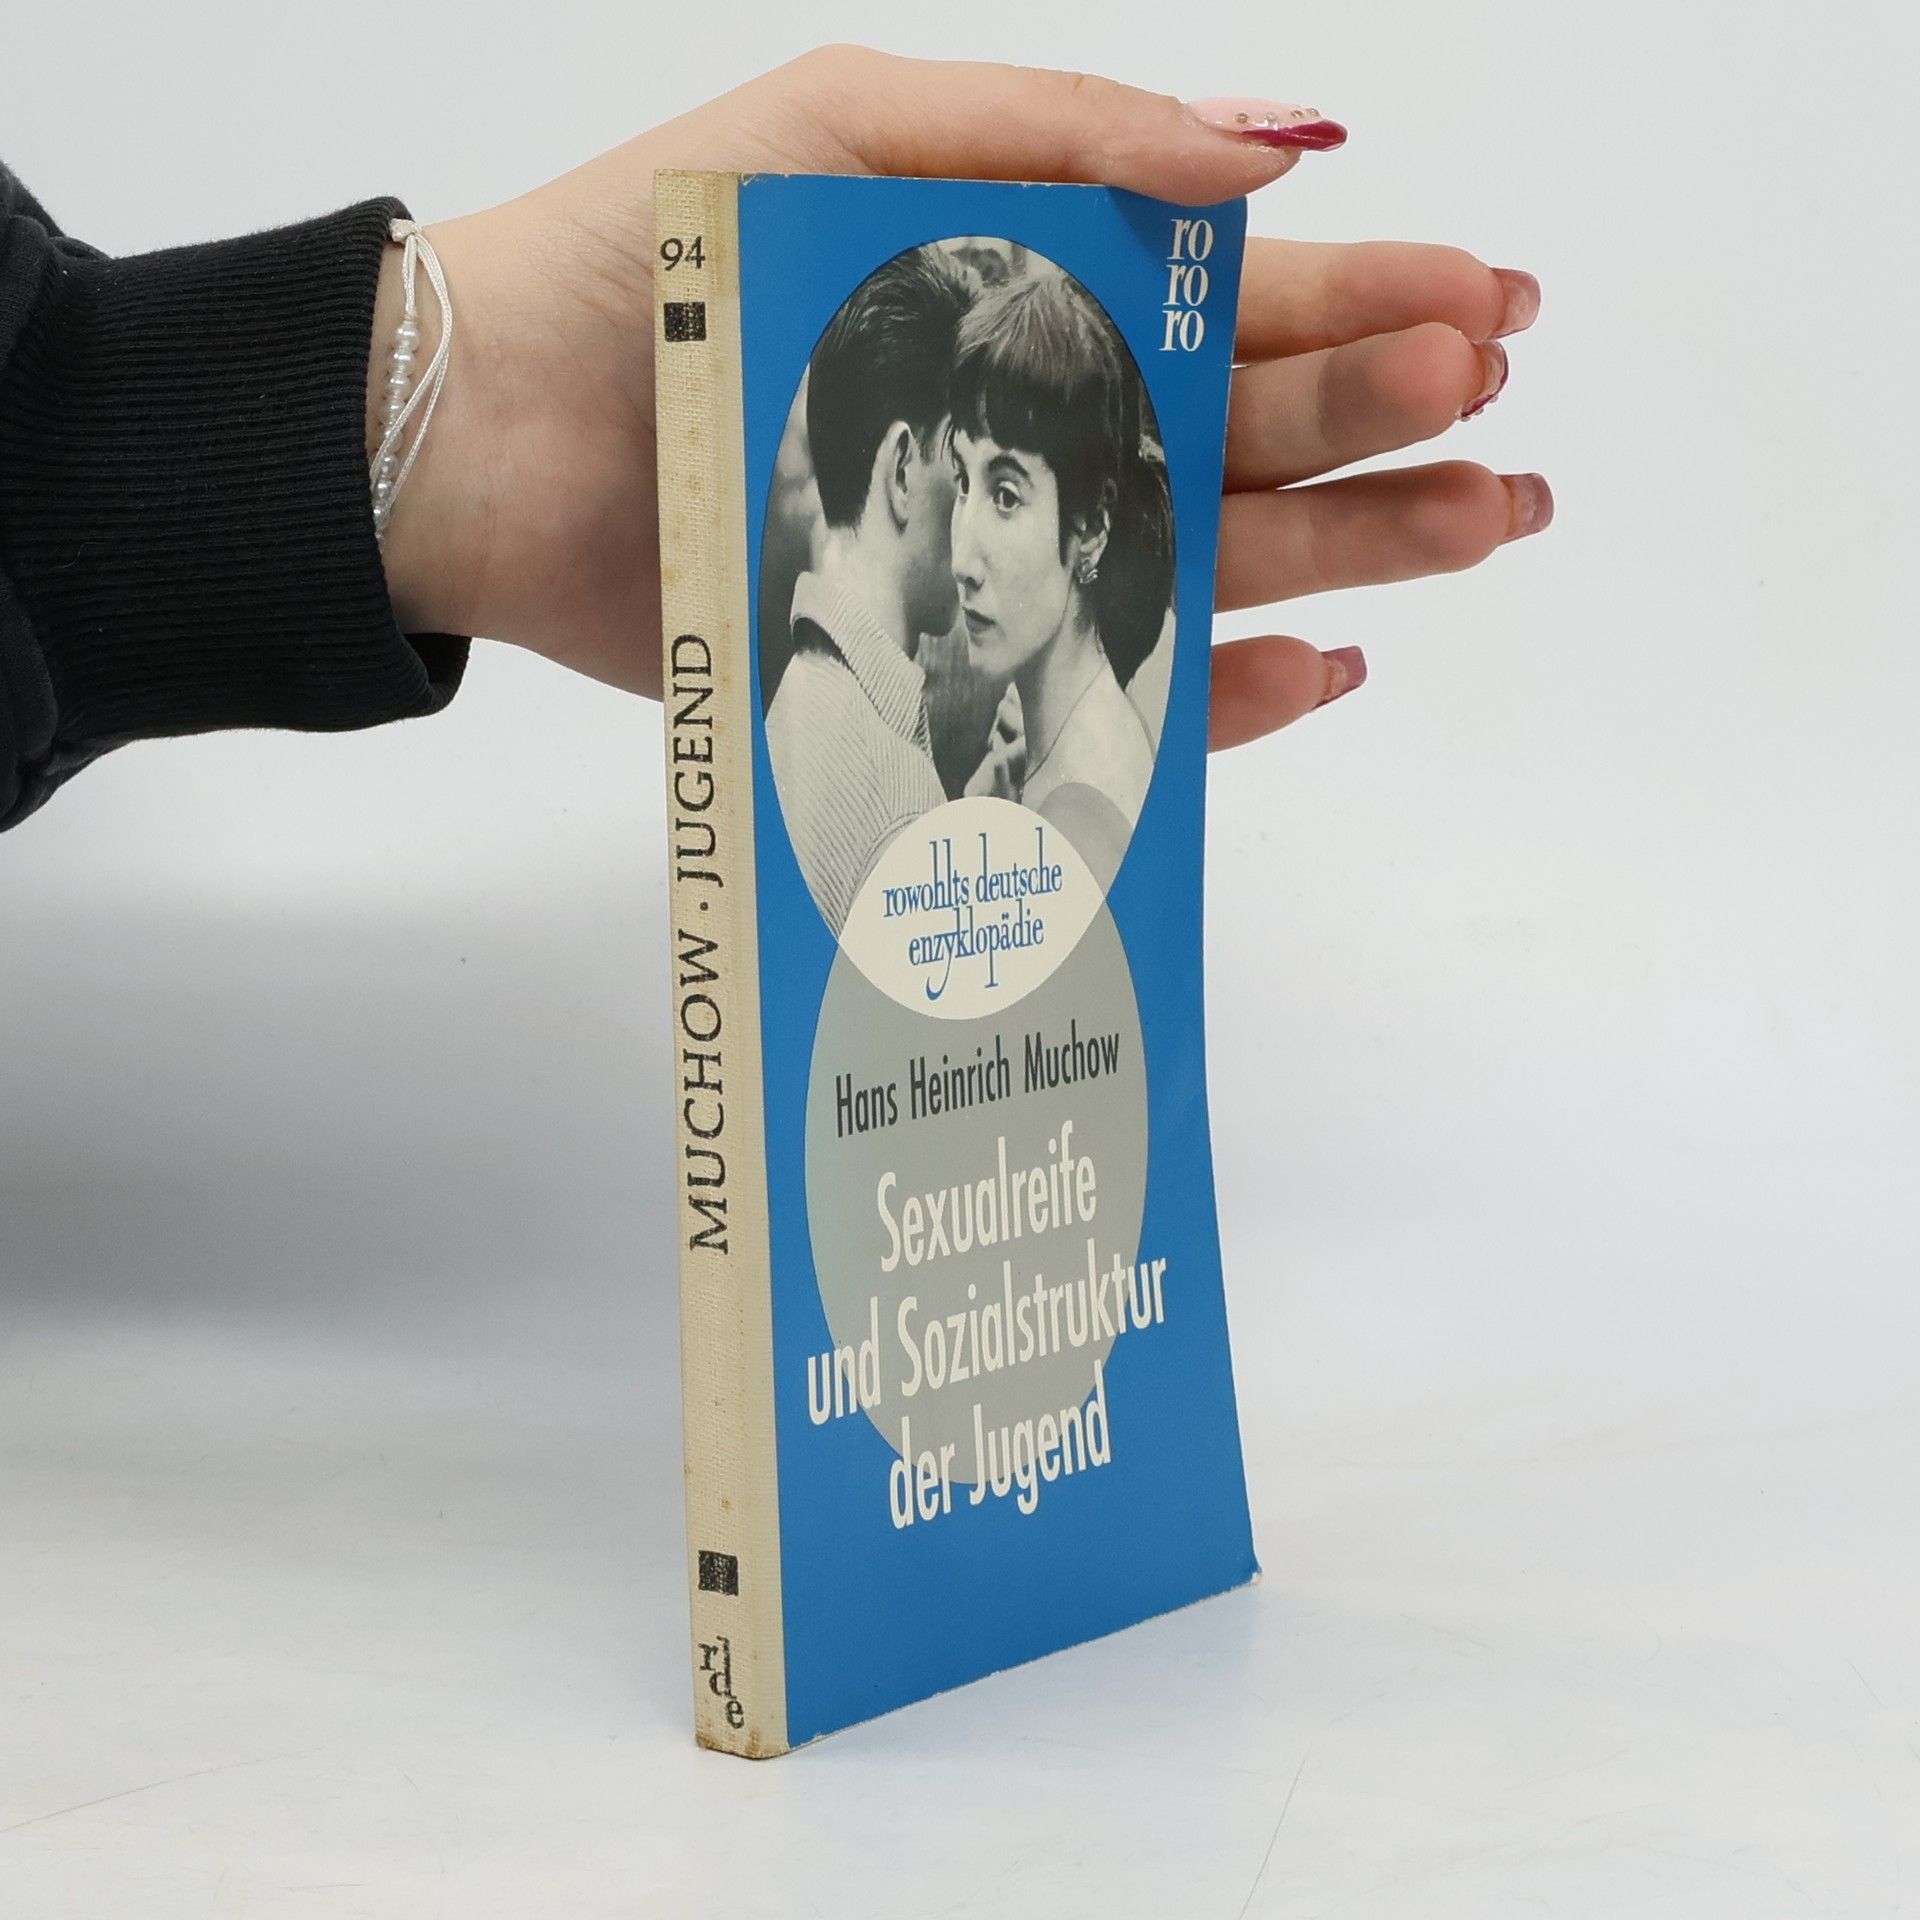 94
MUCHOW · JUGEND
rde
ro
ro
ro
rowohlts deutsche
enzyklopädie
Hans Heinrich Muchow
Sexualreife
und Sozialstruktur
der Jugend